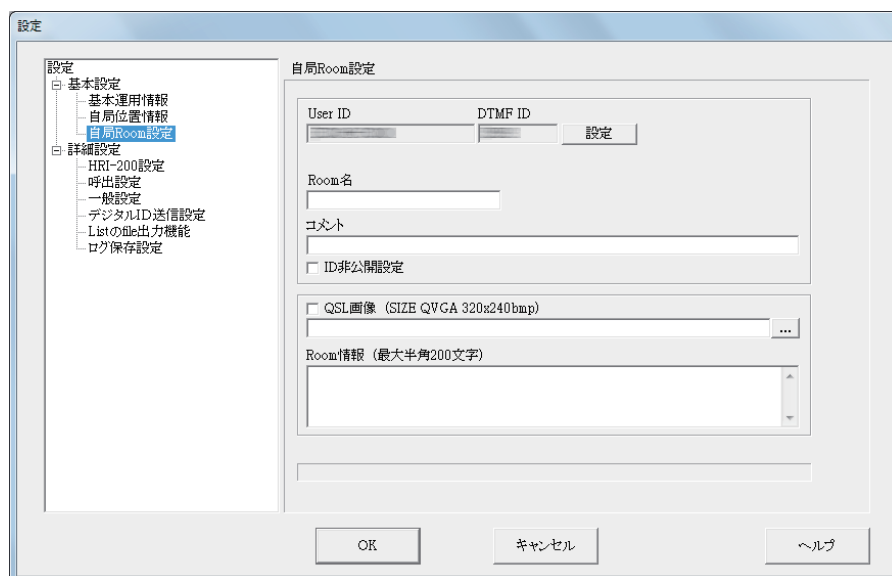 設定
設定
基本設定
基本運用情報
自局位置情報
自局Room設定
詳細設定
HRI-200設定
呼出設定
一般設定
デジタルID送信設定
Listのfile出力機能
ログ保存設定
自局Room設定
User ID DTMF ID
設定
Room名
コメント
ID非公開設定
QSL画像 (SIZE QVGA 320x240bmp)
...
Room情報 (最大半角200文字)
OK キャンセル ヘルプ